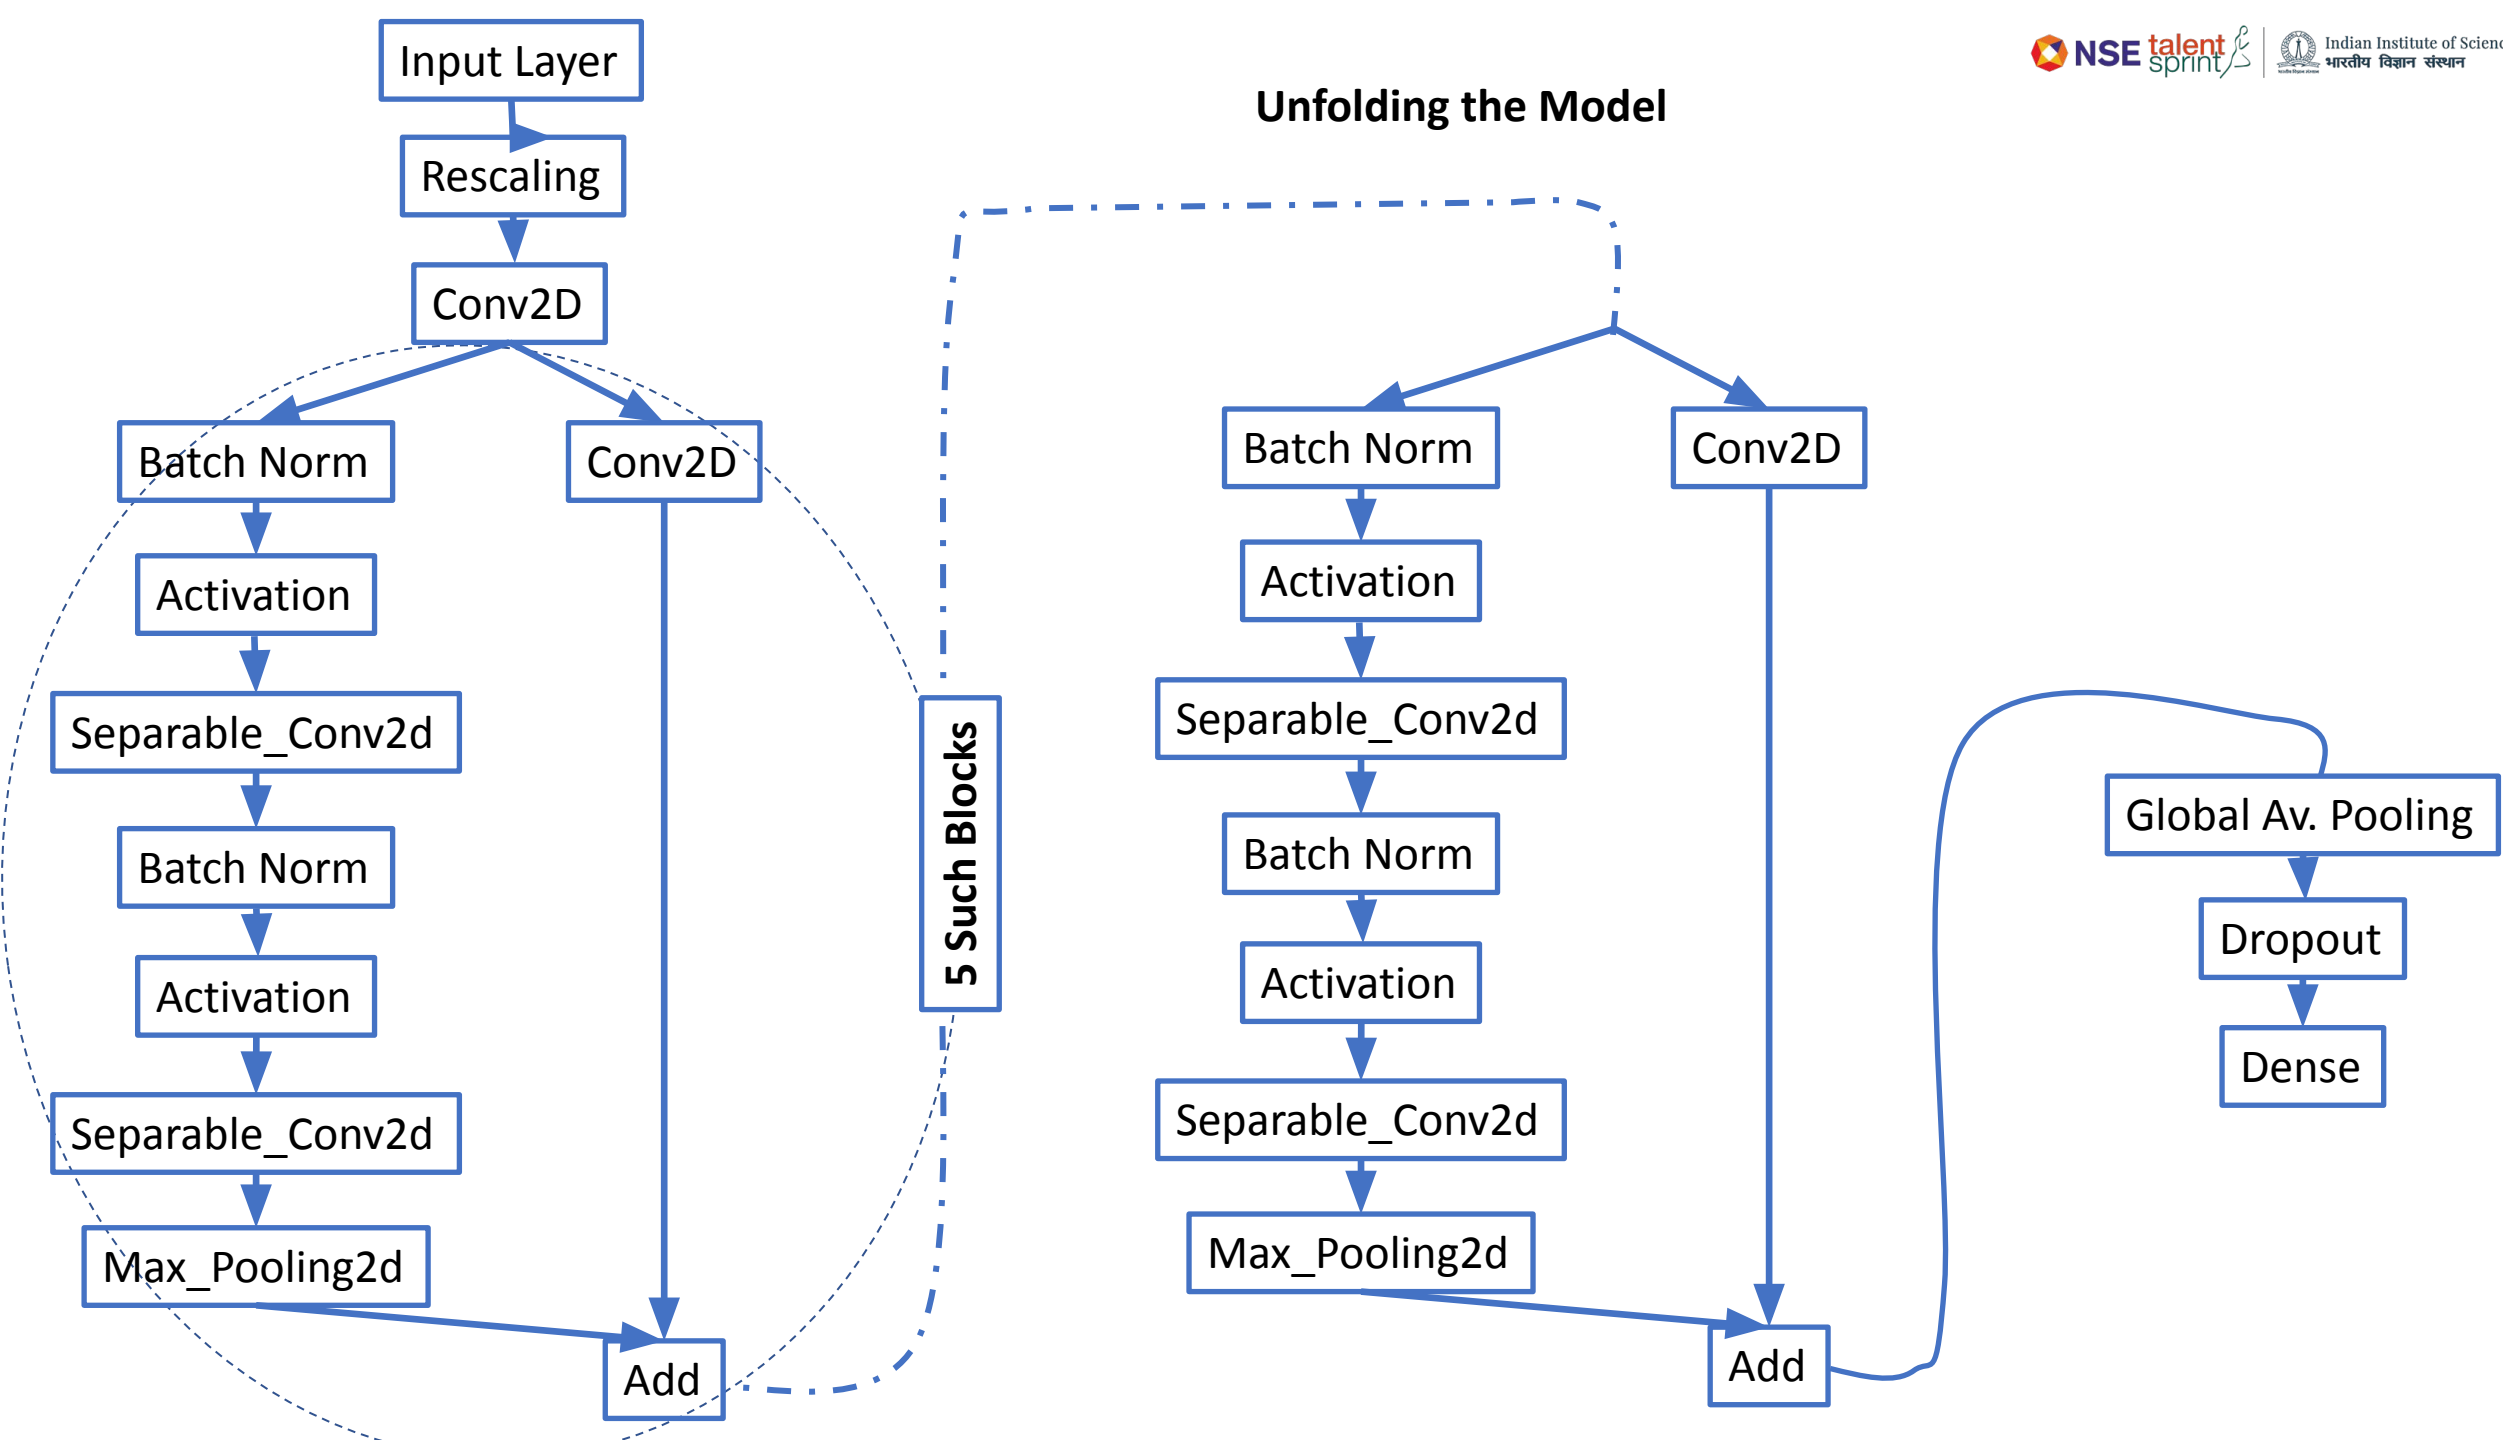 Input Layer
Rescaling
Conv2D
Batch Norm
Conv2D
Activation
Separable_Conv2d
Batch Norm
Activation
Separable_Conv2d
Max_Pooling2d
Add
5 Such Blocks
Unfolding the Model
NSE talent
sprint
Indian Institute of Scienc
भारतीय विज्ञान संस्थान
Batch Norm
Conv2D
Activation
Separable_Conv2d
Batch Norm
Activation
Separable_Conv2d
Max_Pooling2d
Add
Global Av. Pooling
Dropout
Dense